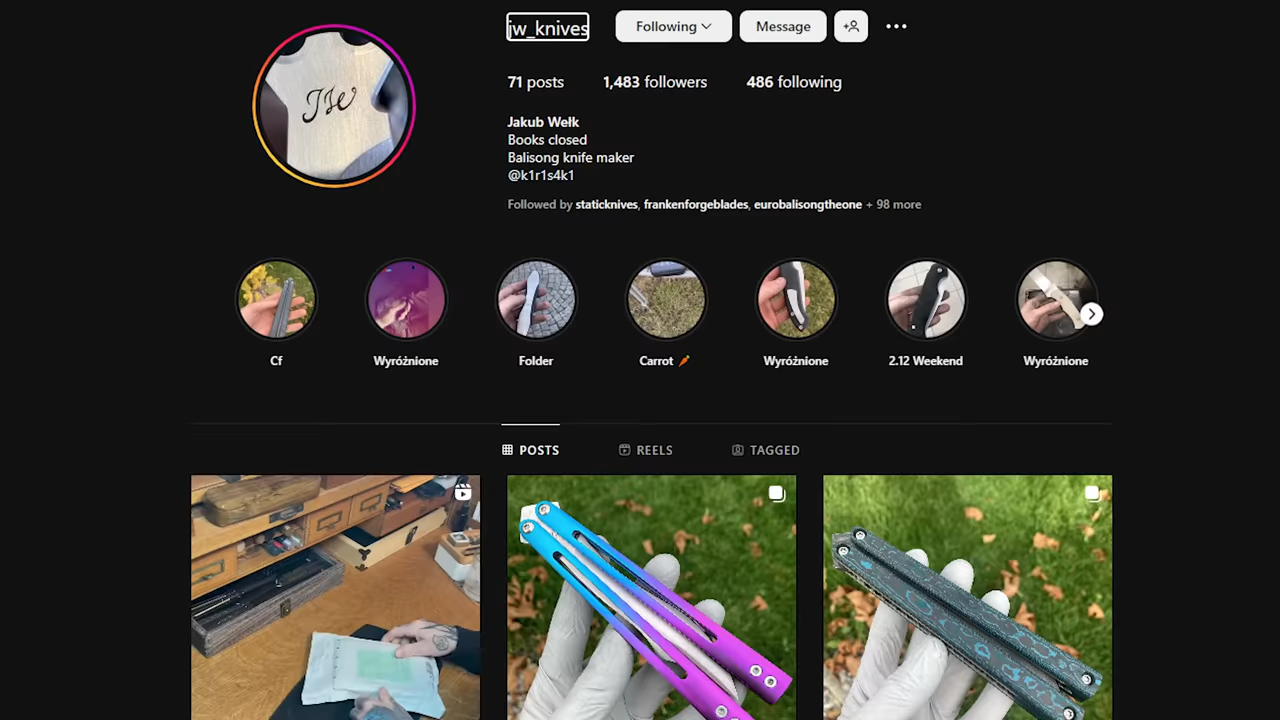 jw_knives
Following
Message
71 posts
1,483 followers
486 following
Jakub Wełk
Books closed
Balisong knife maker
@k1r1s4k1
Followed by staticknives, frankenforgeblades, eurobalisongtheone + 98 more
JW
Cf
Wyróżnione
Folder
Carrot 🥕
Wyróżnione
2.12 Weekend
Wyróżnione
POSTS
REELS
TAGGED